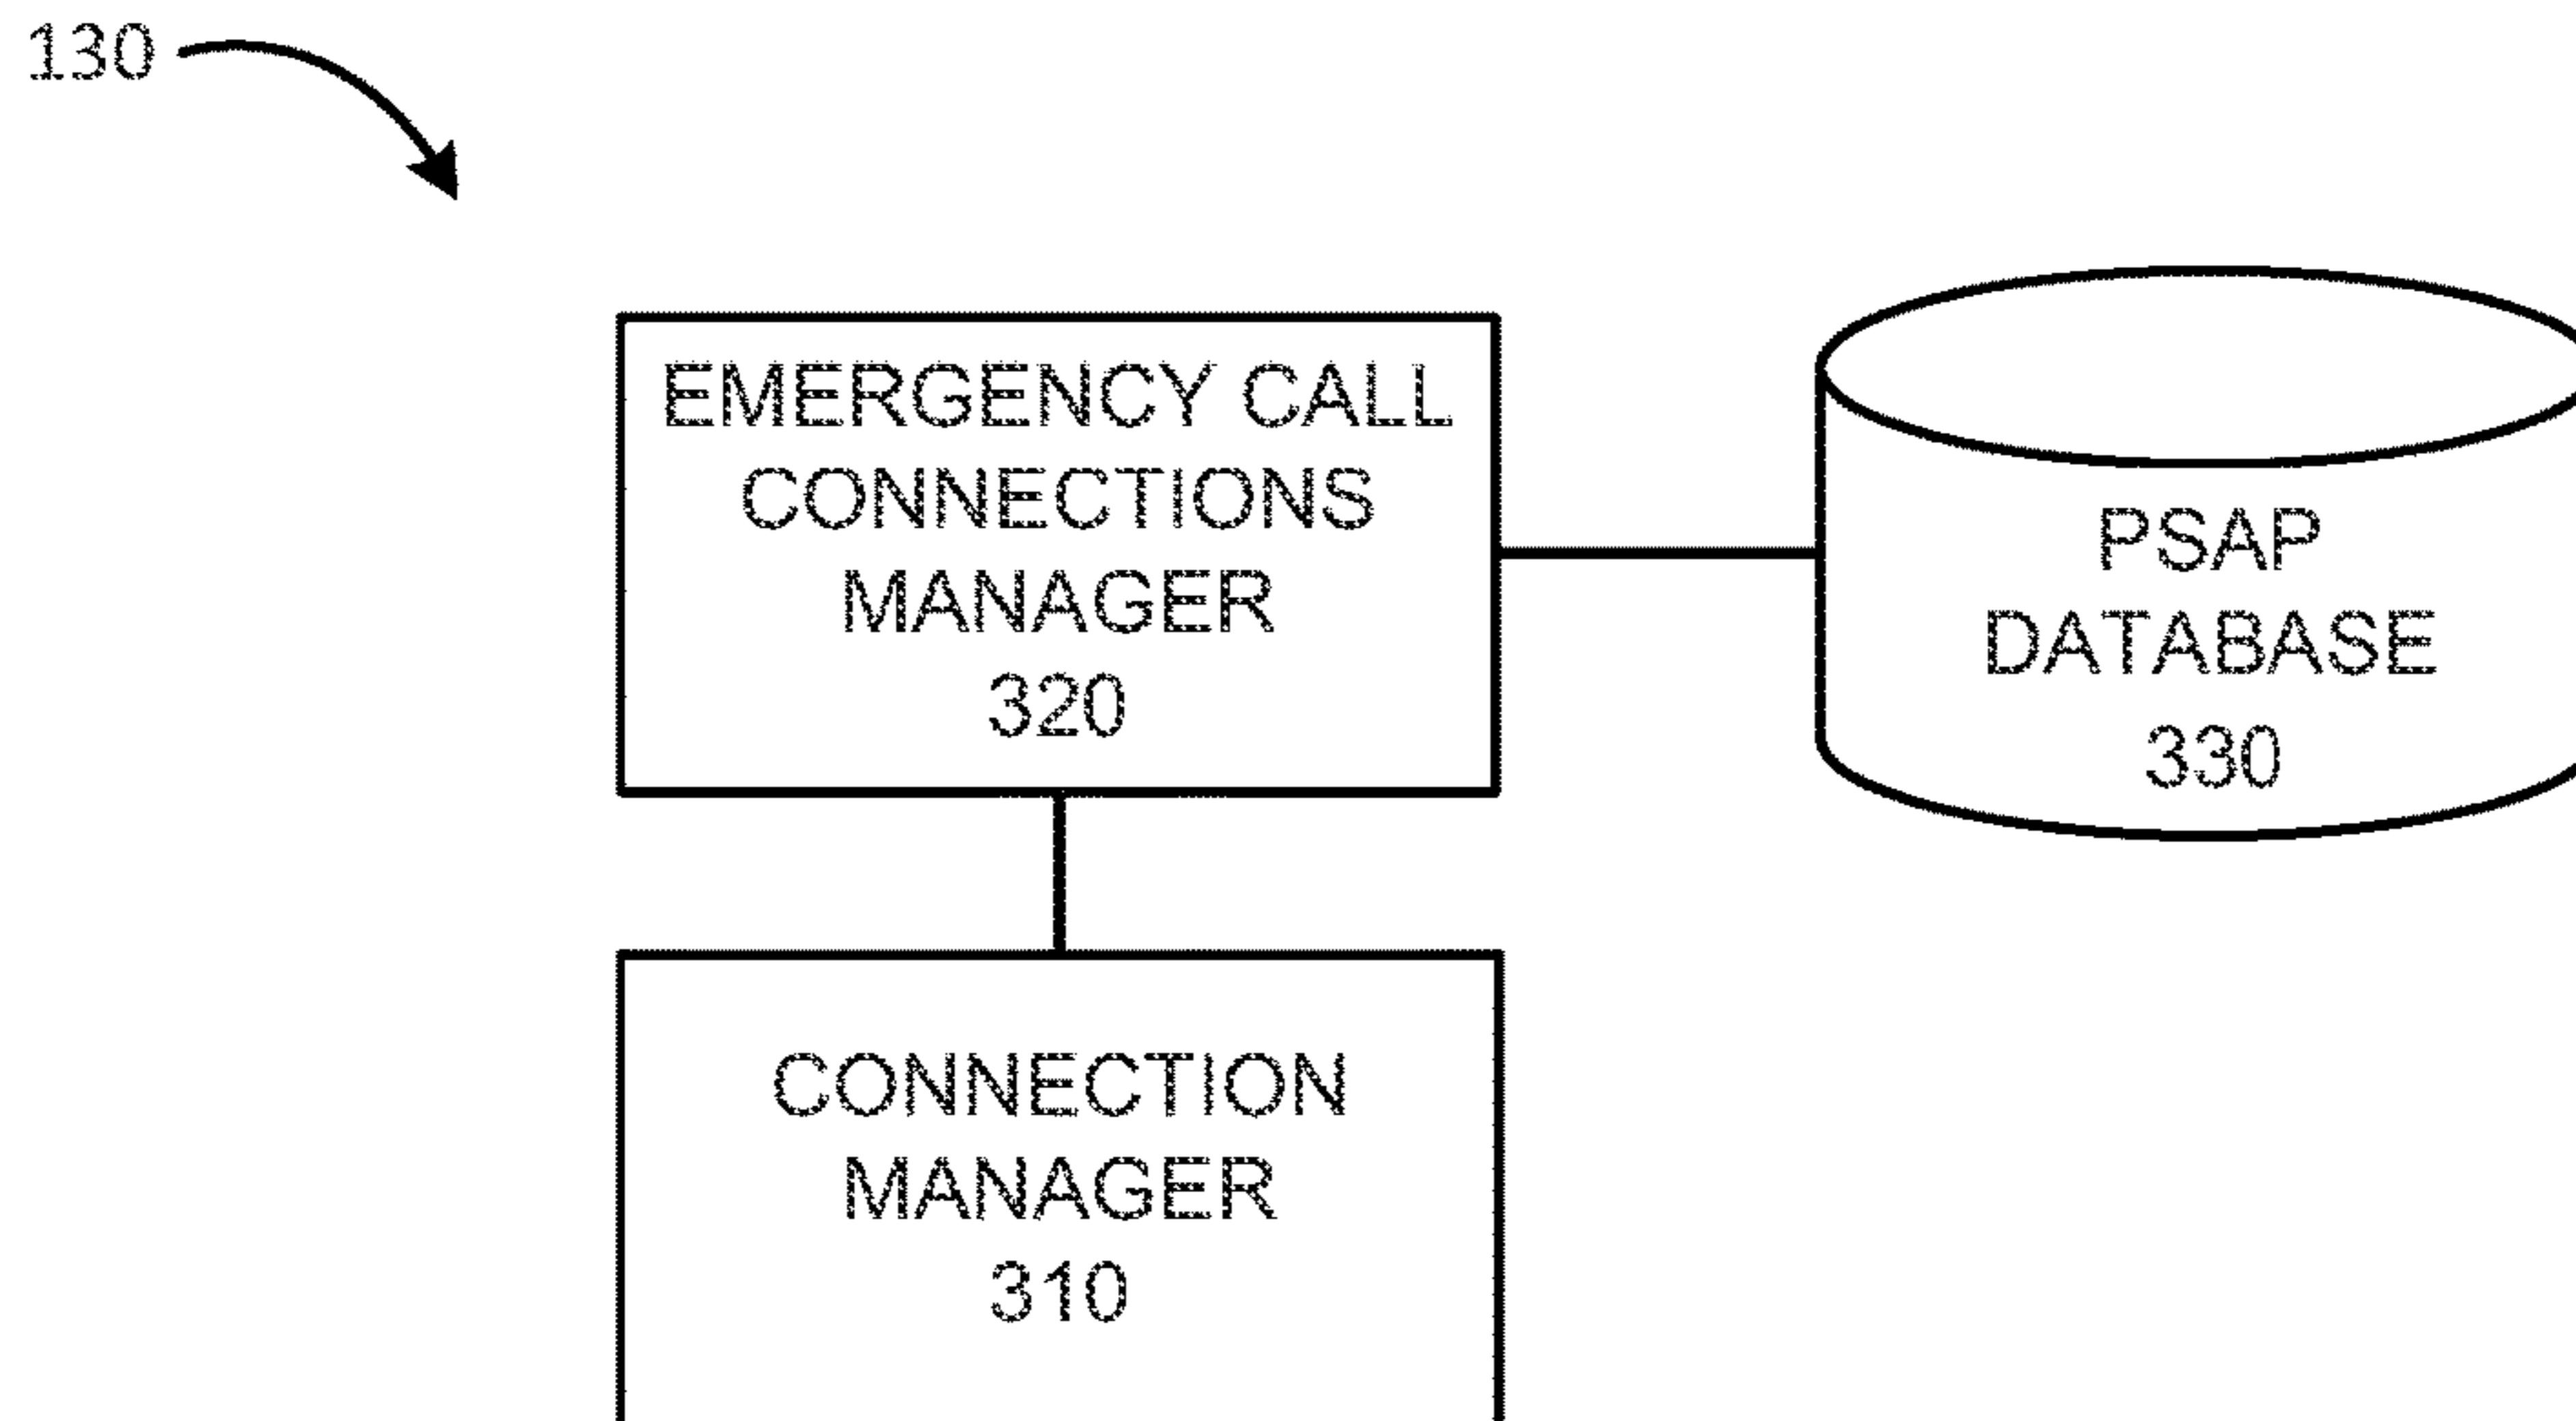 130
EMERGENCY CALL
CONNECTIONS
MANAGER
320
PSAP
DATABASE
330
CONNECTION
MANAGER
310